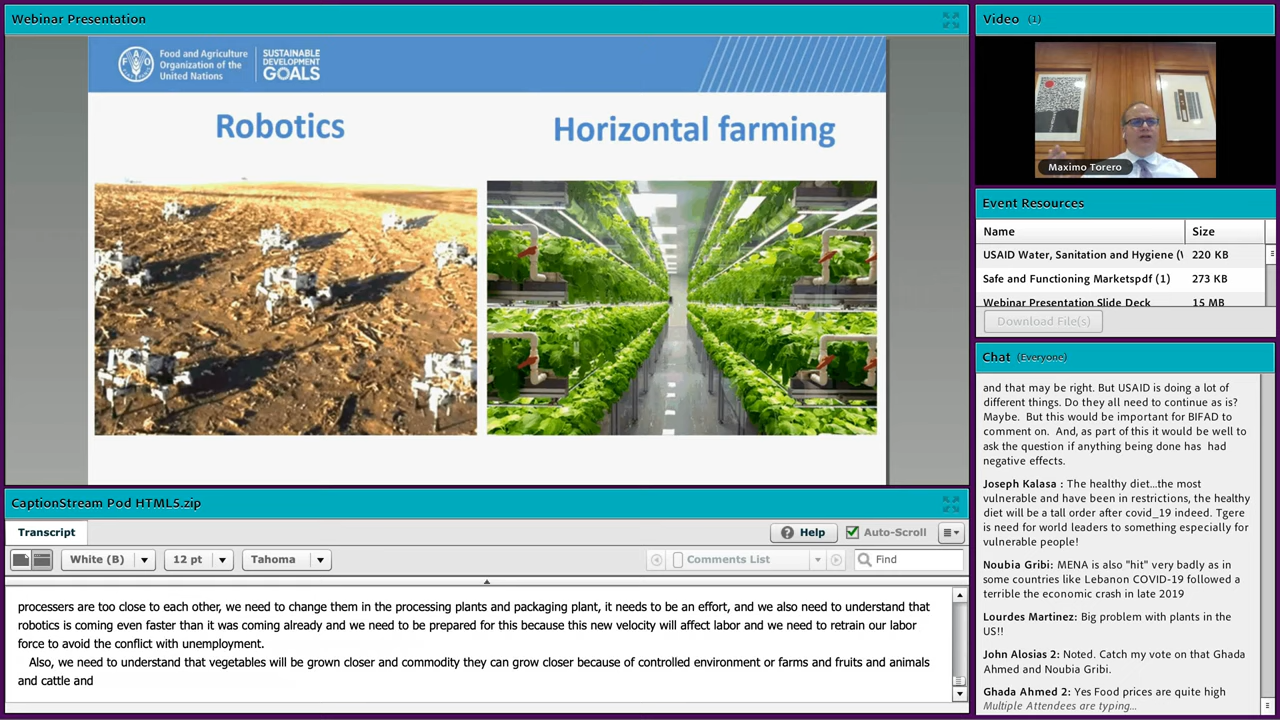 Webinar Presentation
FAO
Food and Agriculture
Organization of the
United Nations
SUSTAINABLE
DEVELOPMENT
GOALS
Robotics
Horizontal farming
CaptionStream Pod HTML5.zip
Transcript
Help
Auto-Scroll
White (B)
12 pt
Tahoma
Comments List
Find
processers are too close to each other, we need to change them in the processing plants and packaging plant, it needs to be an effort, and we also need to understand that
robotics is coming even faster than it was coming already and we need to be prepared for this because this new velocity will affect labor and we need to retrain our labor
force to avoid the conflict with unemployment.
Also, we need to understand that vegetables will be grown closer and commodity they can grow closer because of controlled environment or farms and fruits and animals
and cattle and
Video (1)
Maximo Torero
Event Resources
Name Size
USAID Water, Sanitation and Hygiene (\ 220 KB
Safe and Functioning Marketspdf (1) 273 KB
Webinar Presentation Slide Deck 15 MB
Download File(s)
Chat (Everyone)
and that may be right. But USAID is doing a lot of
different things. Do they all need to continue as is?
Maybe. But this would be important for BIFAD to
comment on. And, as part of this it would be well to
ask the question if anything being done has had
negative effects.
Joseph Kalasa : The healthy diet...the most
vulnerable and have been in restrictions, the healthy
diet will be a tall order after covid_19 indeed. Tgere
is need for world leaders to something especially for
vulnerable people!
Noubia Gribi: MENA is also "hit" very badly as in
some countries like Lebanon COVID-19 followed a
terrible the economic crash in late 2019
Lourdes Martinez: Big problem with plants in the
US!!
John Alosias 2: Noted. Catch my vote on that Ghada
Ahmed and Noubia Gribi.
Ghada Ahmed 2: Yes Food prices are quite high
Multiple Attendees are typing...